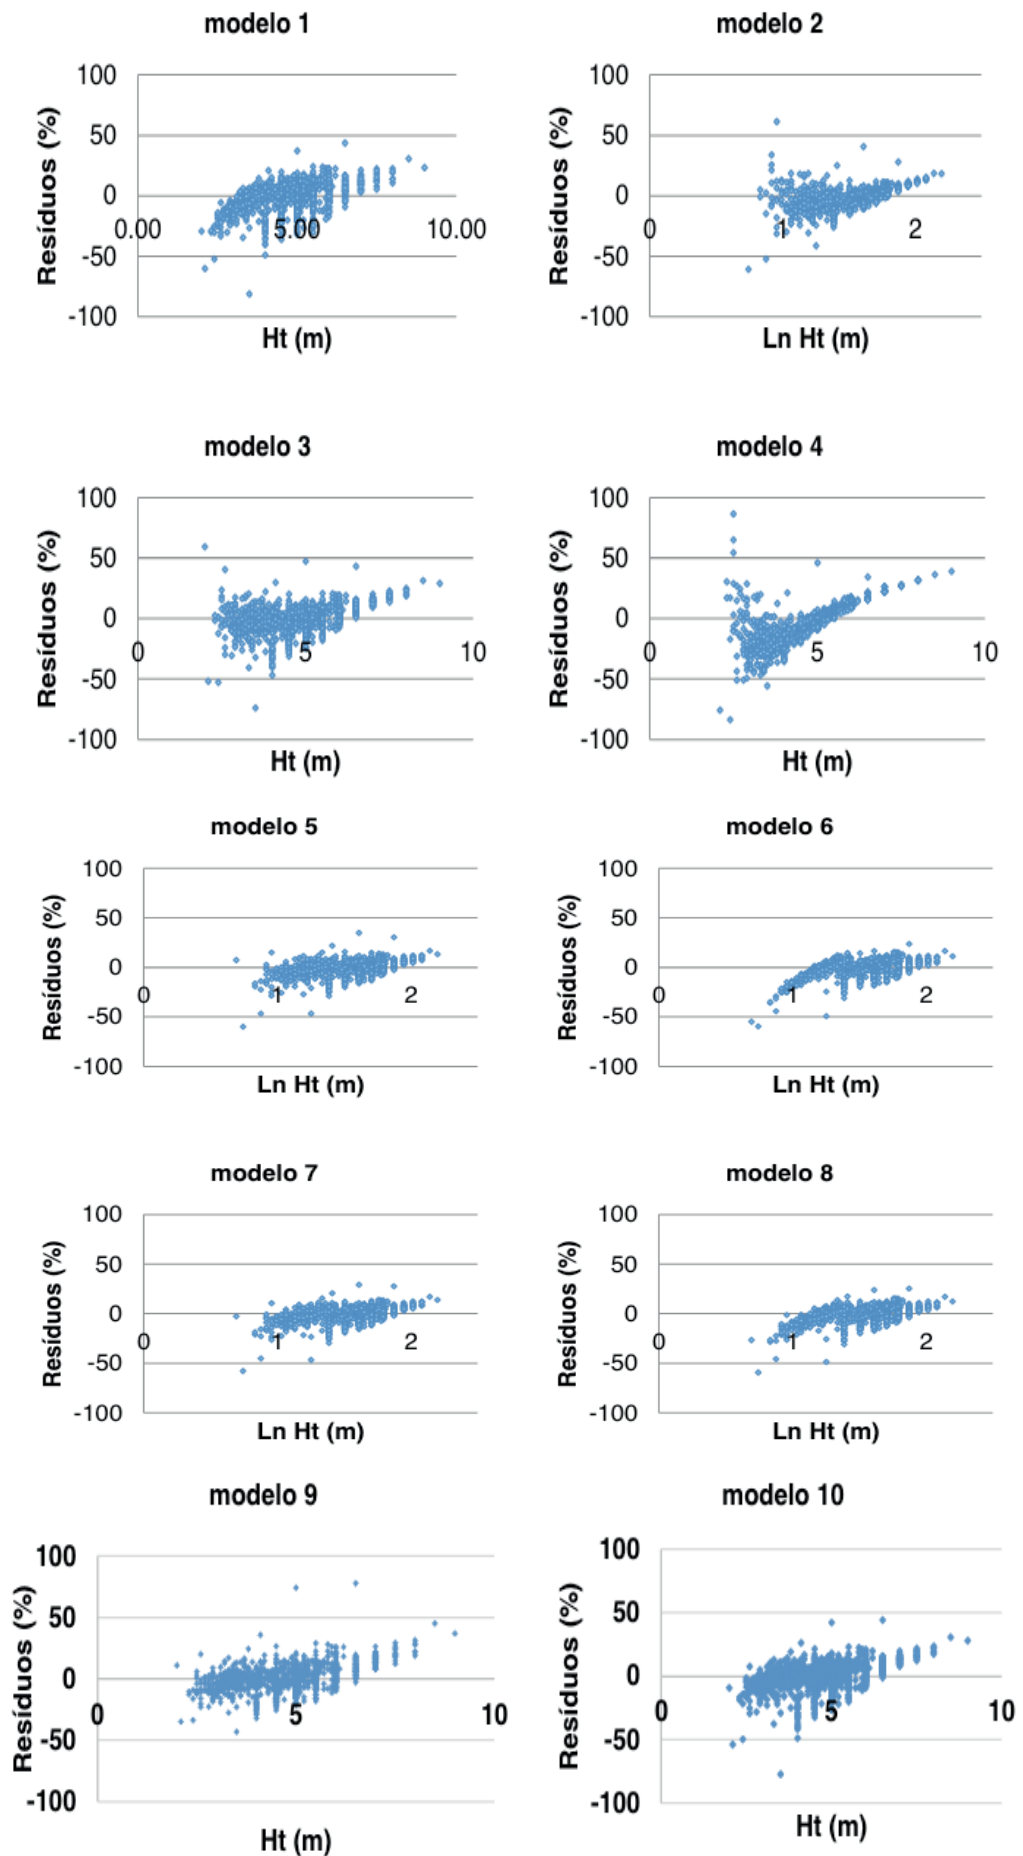 modelo 1
Resíduos (%)
100
50
0
-50
-100
0.00 5.00 10.00
Ht (m)
modelo 2
Resíduos (%)
100
50
0
-50
-100
0 1 2
Ln Ht (m)
modelo 3
Resíduos (%)
100
50
0
-50
-100
0 5 10
Ht (m)
modelo 4
Resíduos (%)
100
50
0
-50
-100
0 5 10
Ht (m)
modelo 5
Resíduos (%)
100
50
0
-50
-100
0 1 2
Ln Ht (m)
modelo 6
Resíduos (%)
100
50
0
-50
-100
0 1 2
Ln Ht (m)
modelo 7
Resíduos (%)
100
50
0
-50
-100
0 1 2
Ln Ht (m)
modelo 8
Resíduos (%)
100
50
0
-50
-100
0 1 2
Ln Ht (m)
modelo 9
Resíduos (%)
100
50
0
-50
-100
0 5 10
Ht (m)
modelo 10
Resíduos (%)
100
50
0
-50
-100
0 5 10
Ht (m)